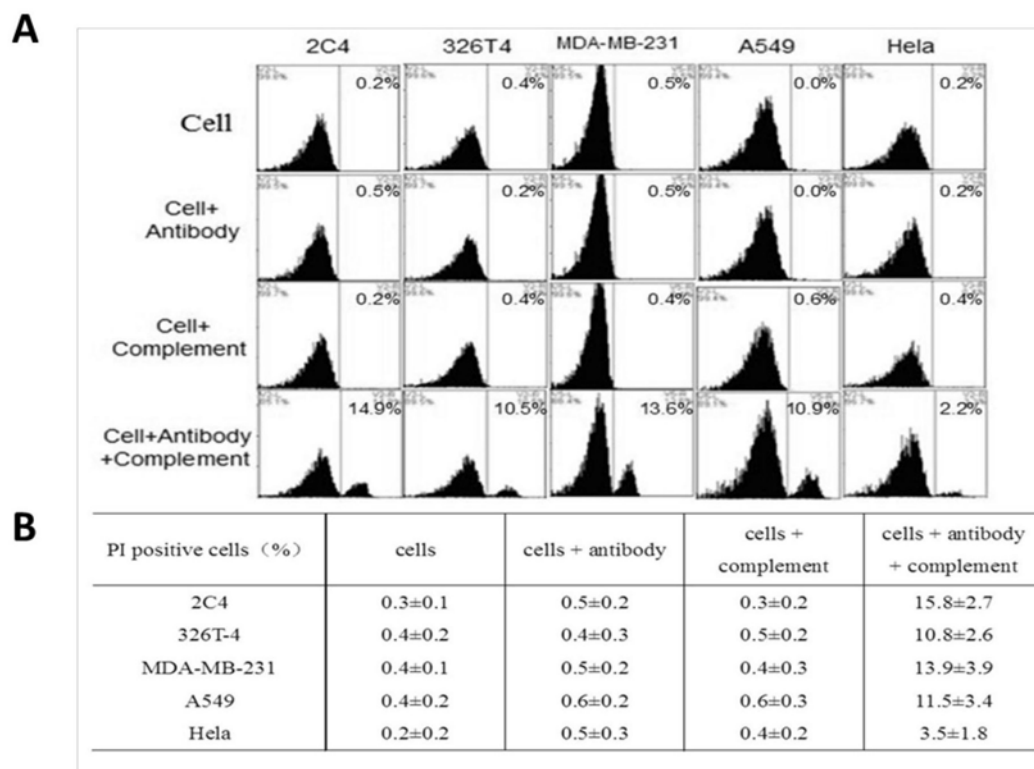 A
2C4 326T4 MDA-MB-231 A549 Hela
Cell
0.2% 0.4% 0.5% 0.0% 0.2%
Cell+
Antibody
0.5% 0.2% 0.5% 0.0% 0.2%
Cell+
Complement
0.2% 0.4% 0.4% 0.6% 0.4%
Cell+Antibody
+Complement
14.9% 10.5% 13.6% 10.9% 2.2%
B
PI positive cells（%） cells cells + antibody cells + complement cells + antibody + complement
2C4 0.3±0.1 0.5±0.2 0.3±0.2 15.8±2.7
326T-4 0.4±0.2 0.4±0.3 0.5±0.2 10.8±2.6
MDA-MB-231 0.4±0.1 0.5±0.2 0.4±0.3 13.9±3.9
A549 0.4±0.2 0.6±0.2 0.6±0.3 11.5±3.4
Hela 0.2±0.2 0.5±0.3 0.4±0.2 3.5±1.8